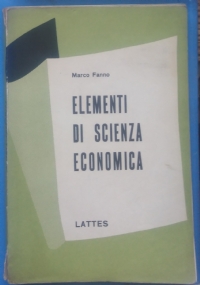 Marco Fanno
ELEMENTI
DI SCIENZA
ECONOMICA
LATTES